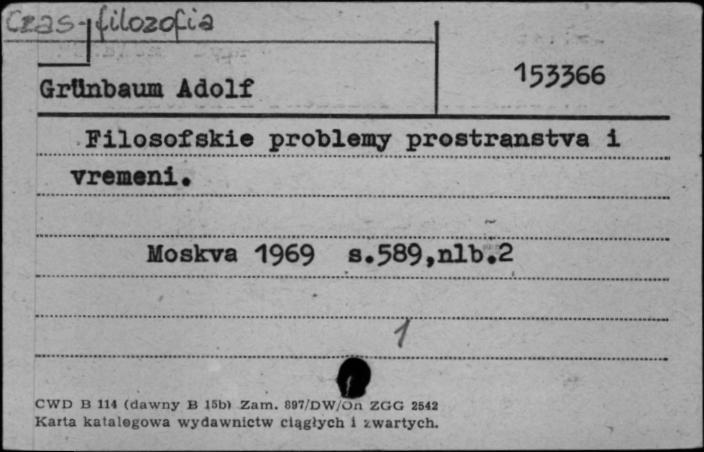 Czas-filozofia
Grünbaum Adolf
153366
Filosofskie problemy prostranstva i
vremeni.
Moskva 1969 s.589,nlb.2
1
CWD B 114 (dawny B 15b) Zam. 897/DW/On ZGG 2542
Karta katalogowa wydawnictw ciągłych i zwartych.